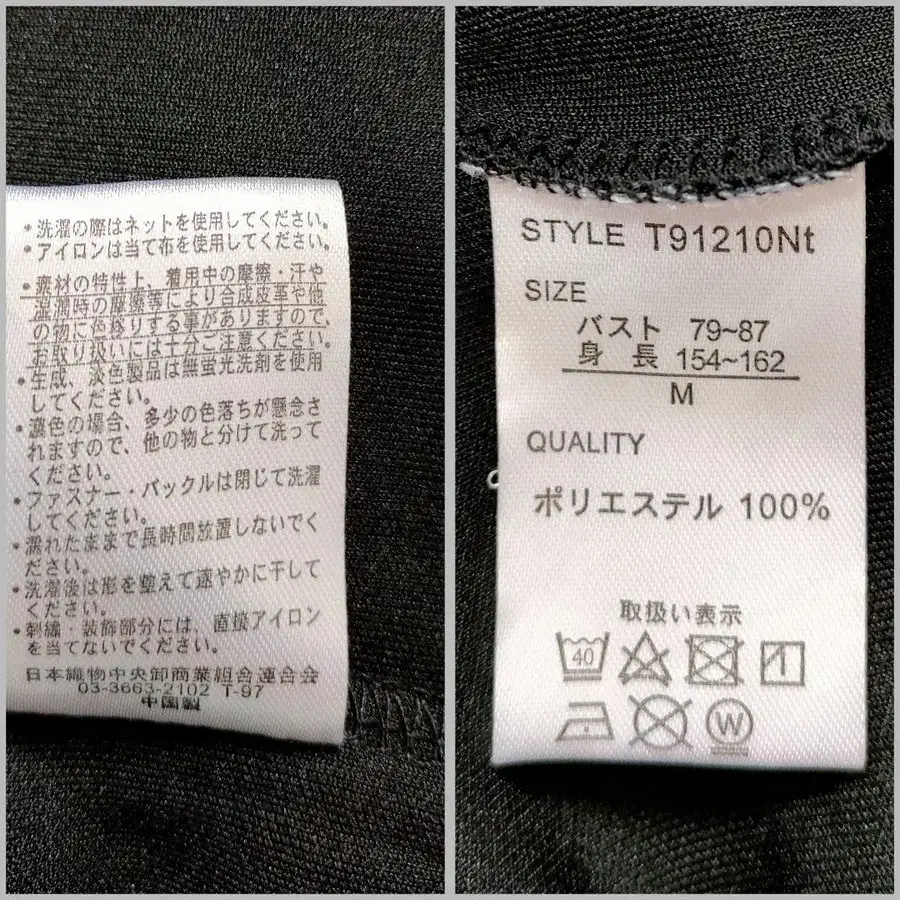 ・洗濯の際はネットを使用してください。
・アイロンは当て布を使用してください。
・素材の特性上、着用中の摩擦・汗や
湿潤時の摩擦等により合成皮革や他
の物に色移りする事がありますので、
お取り扱いには十分ご注意ください。
・生成、淡色製品は無蛍光洗剤を使用
してください。
・濃色の場合、多少の色落ちが懸念さ
れますので、他の物と分けて洗って
ください。
・ファスナー・バックルは閉じて洗濯
してください。
・濡れたままで長時間放置しないでく
ださい。
・洗濯後は形を整えて速やかに干して
ください。
・刺繍・装飾部分には、直接アイロン
を当てないでください。
日本織物中央卸商業組合連合会
03-3663-2102 T-97
中国製
STYLE T91210Nt
SIZE
バスト 79~87
身長 154~162
M
QUALITY
ポリエステル 100%
取扱い表示
40
W